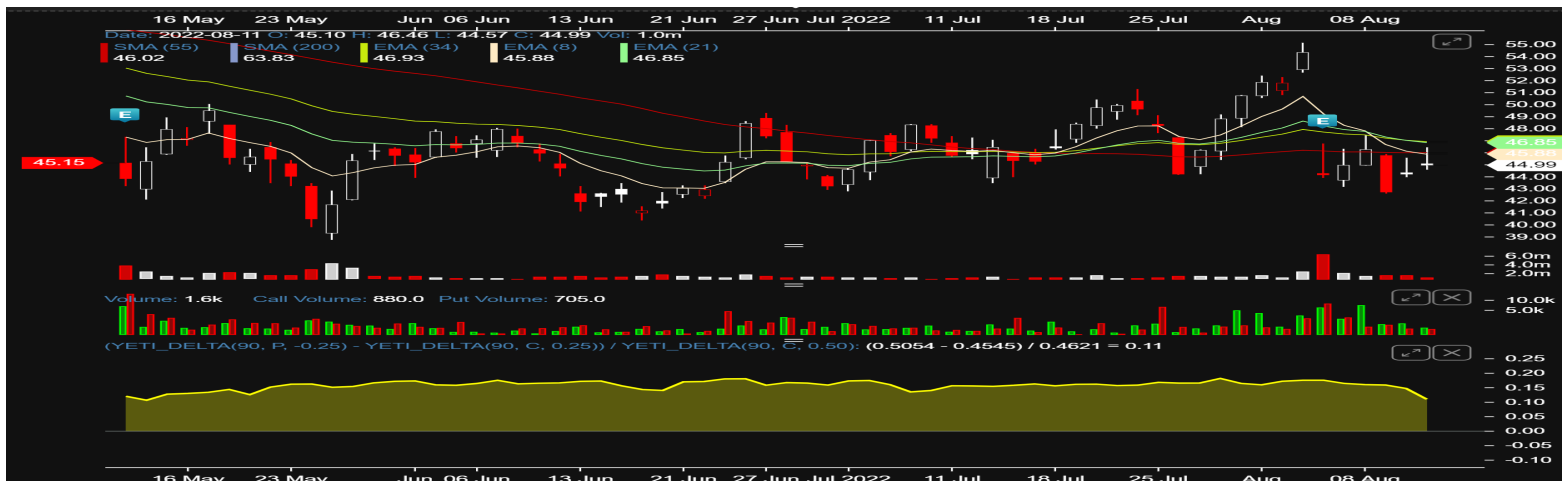 16 May 23 May Jun 06 Jun 13 Jun 21 Jun 27 Jun Jul 2022 11 Jul 18 Jul 25 Jul Aug 08 Aug
Date: 2022-08-11 O: 45.10 H: 46.46 L: 44.57 C: 44.99 Vol: 1.0m
SMA (55) SMA (200) EMA (34) EMA (8) EMA (21)
46.02 63.83 46.93 45.88 46.85
55.00
54.00
53.00
52.00
51.00
50.00
E
49.00
E
48.00
46.85
45.15
44.99
44.00
43.00
42.00
41.00
40.00
39.00
6.0m
4.0m
2.0m
Volume: 1.6k Call Volume: 880.0 Put Volume: 705.0
10.0k
5.0k
(YETI_DELTA(90, P, -0.25) - YETI_DELTA(90, C, 0.25)) / YETI_DELTA(90, C, 0.50): (0.5054 - 0.4545) / 0.4621 = 0.11
0.25
0.20
0.15
0.10
0.05
0.00
-0.05
-0.10
16 May 23 May Jun 06 Jun 13 Jun 21 Jun 27 Jun Jul 2022 11 Jul 18 Jul 25 Jul Aug 08 Aug